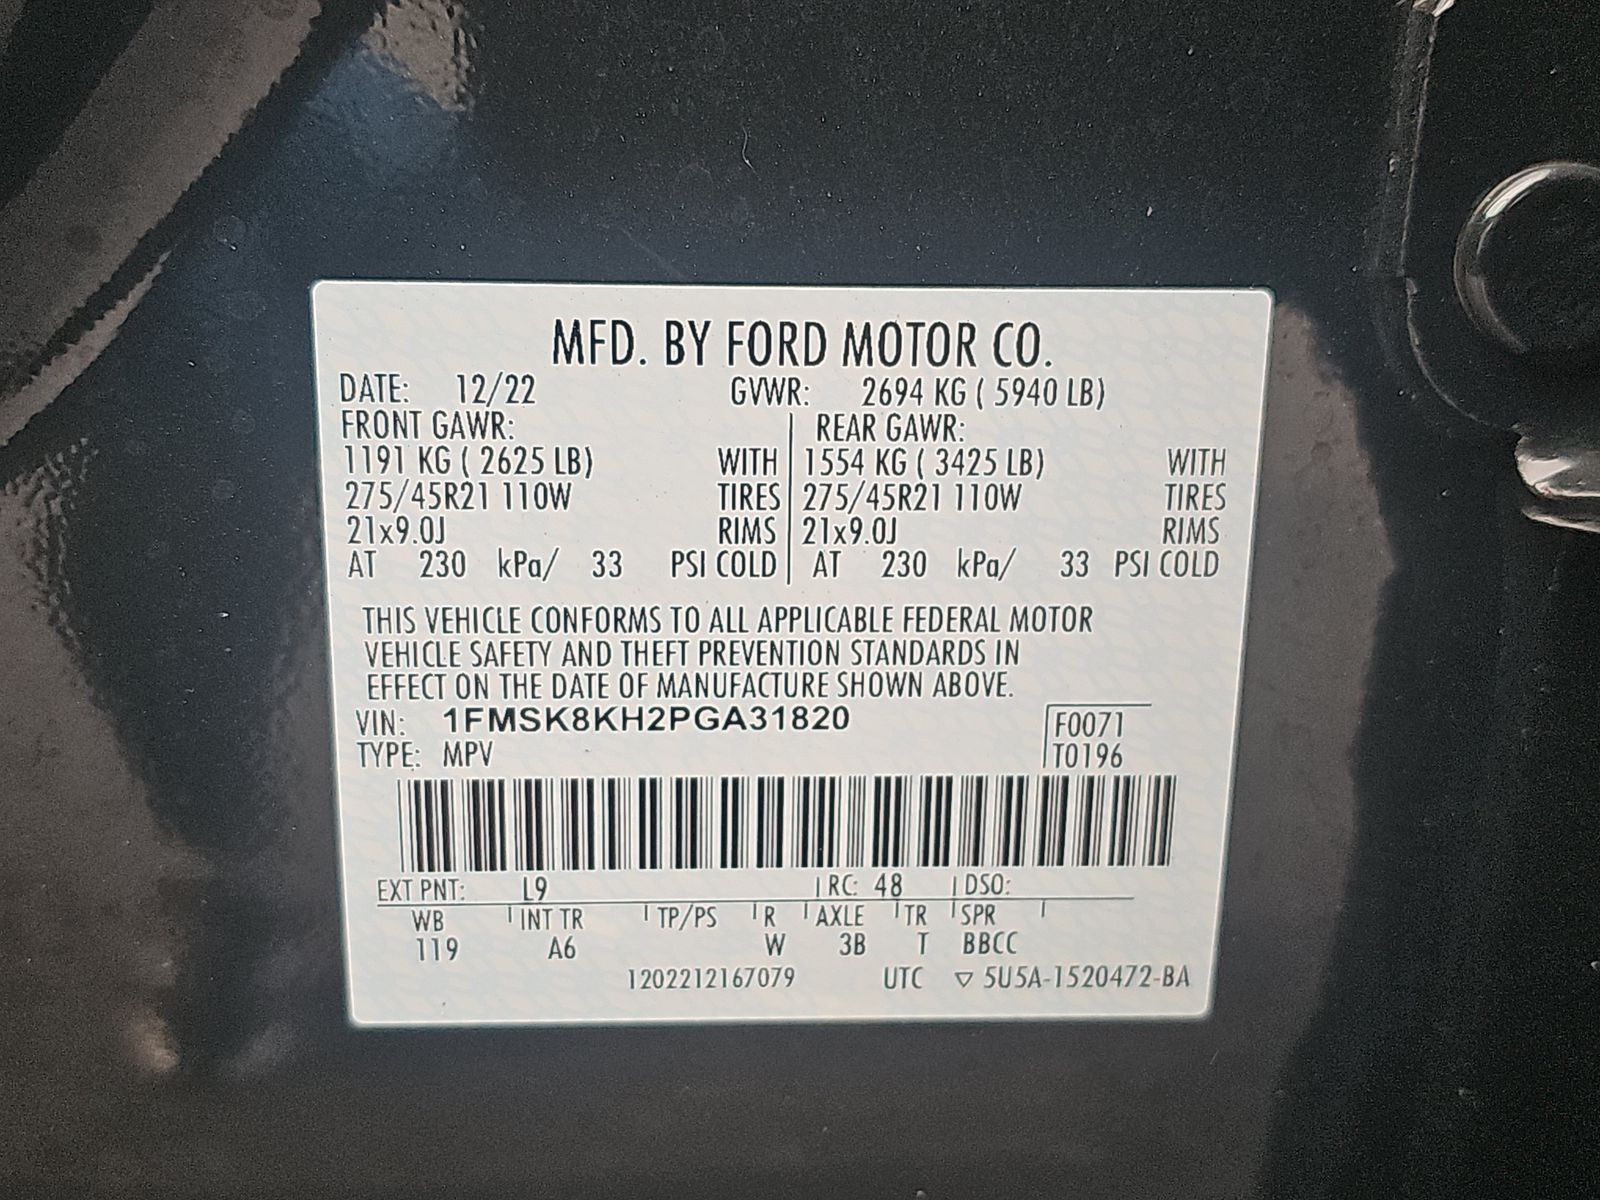 MFD. BY FORD MOTOR CO.
DATE: 12/22 GVWR: 2694 KG ( 5940 LB)
FRONT GAWR: REAR GAWR:
1191 KG ( 2625 LB) WITH 1554 KG ( 3425 LB) WITH
275/45R21 110W TIRES 275/45R21 110W TIRES
21x9.0J RIMS 21x9.0J RIMS
AT 230 kPa/ 33 PSI COLD AT 230 kPa/ 33 PSI COLD
THIS VEHICLE CONFORMS TO ALL APPLICABLE FEDERAL MOTOR
VEHICLE SAFETY AND THEFT PREVENTION STANDARDS IN
EFFECT ON THE DATE OF MANUFACTURE SHOWN ABOVE.
VIN: 1FMSK8KH2PGA31820 F0071
TYPE: MPV T0196
EXT PNT: L9 RC: 48 DSO:
WB INT TR TP/PS R AXLE TR SPR
119 A6 W 3B T BBCC
1202212167079 UTC ▽ 5U5A-1520472-BA